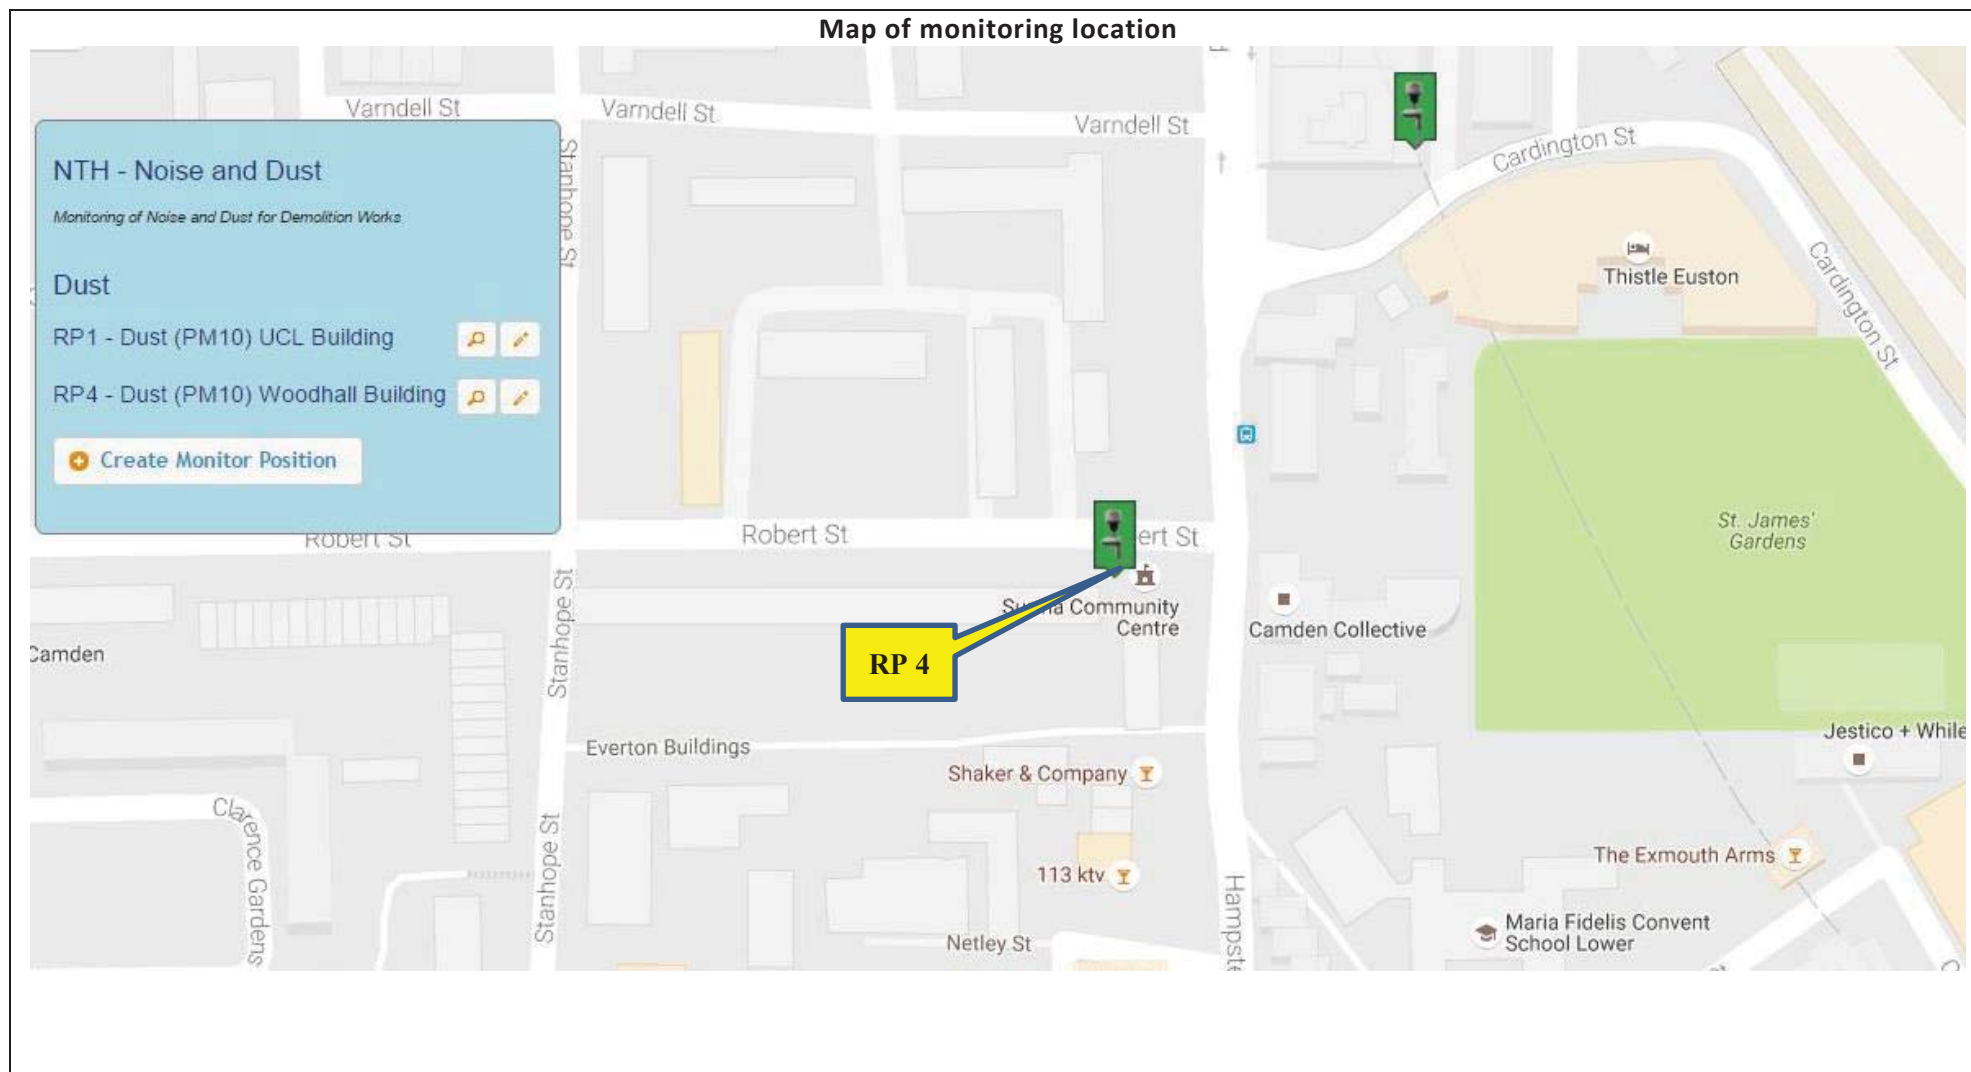 Map of monitoring location
Varndell St
Varndell St
Varndell St
NTH - Noise and Dust
Monitoring of Noise and Dust for Demolition Works
Dust
RP1 - Dust (PM10) UCL Building
RP4 - Dust (PM10) Woodhall Building
Create Monitor Position
Stanhope St
Cardington St
Thistle Euston
Cardington St
Robert St
Robert St
ert St
St. James'
Gardens
RP 4
Community
Centre
Camden Collective
Camden
Stanhope St
Everton Buildings
Jestico + While
Shaker & Company
Clarence Gardens
Stanhope St
The Exmouth Arms
113 ktv
Hampste
Maria Fidelis Convent
School Lower
Netley St